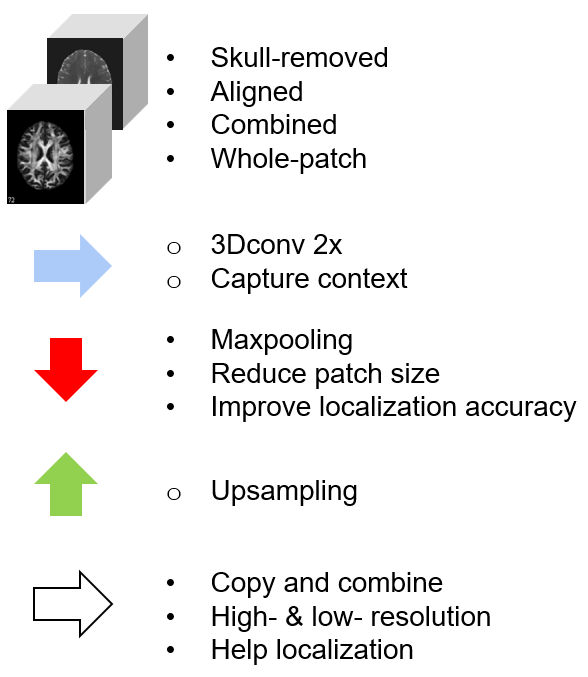 Skull-removed
Aligned
Combined
Whole-patch
72
3Dconv 2x
Capture context
Maxpooling
Reduce patch size
Improve localization accuracy
Upsampling
Copy and combine
High- & low- resolution
Help localization